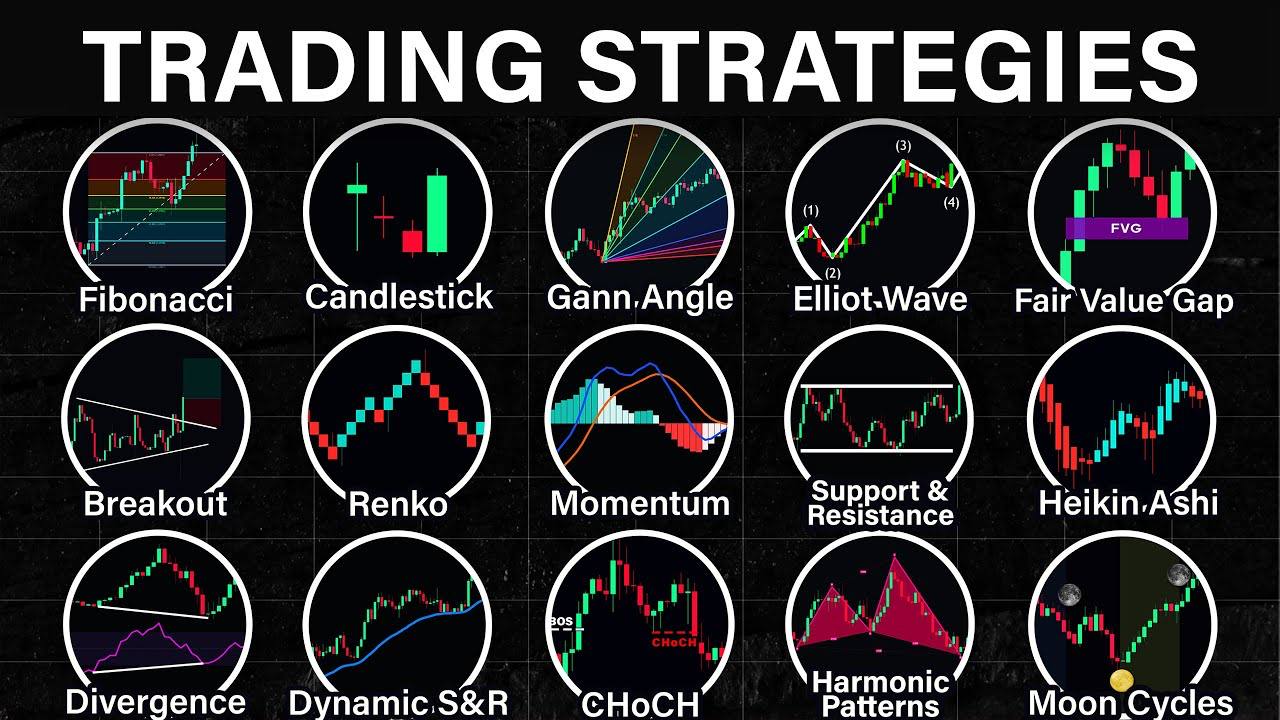 TRADING STRATEGIES
(1)
(2)
(3)
(4)
FVG
Fibonacci
Candlestick
Gann Angle
Elliot Wave
Fair Value Gap
Breakout
Renko
Momentum
Support &
Resistance
Heikin Ashi
BOS
CHoCH
Divergence
Dynamic S&R
CHoCH
Harmonic
Patterns
Moon Cycles